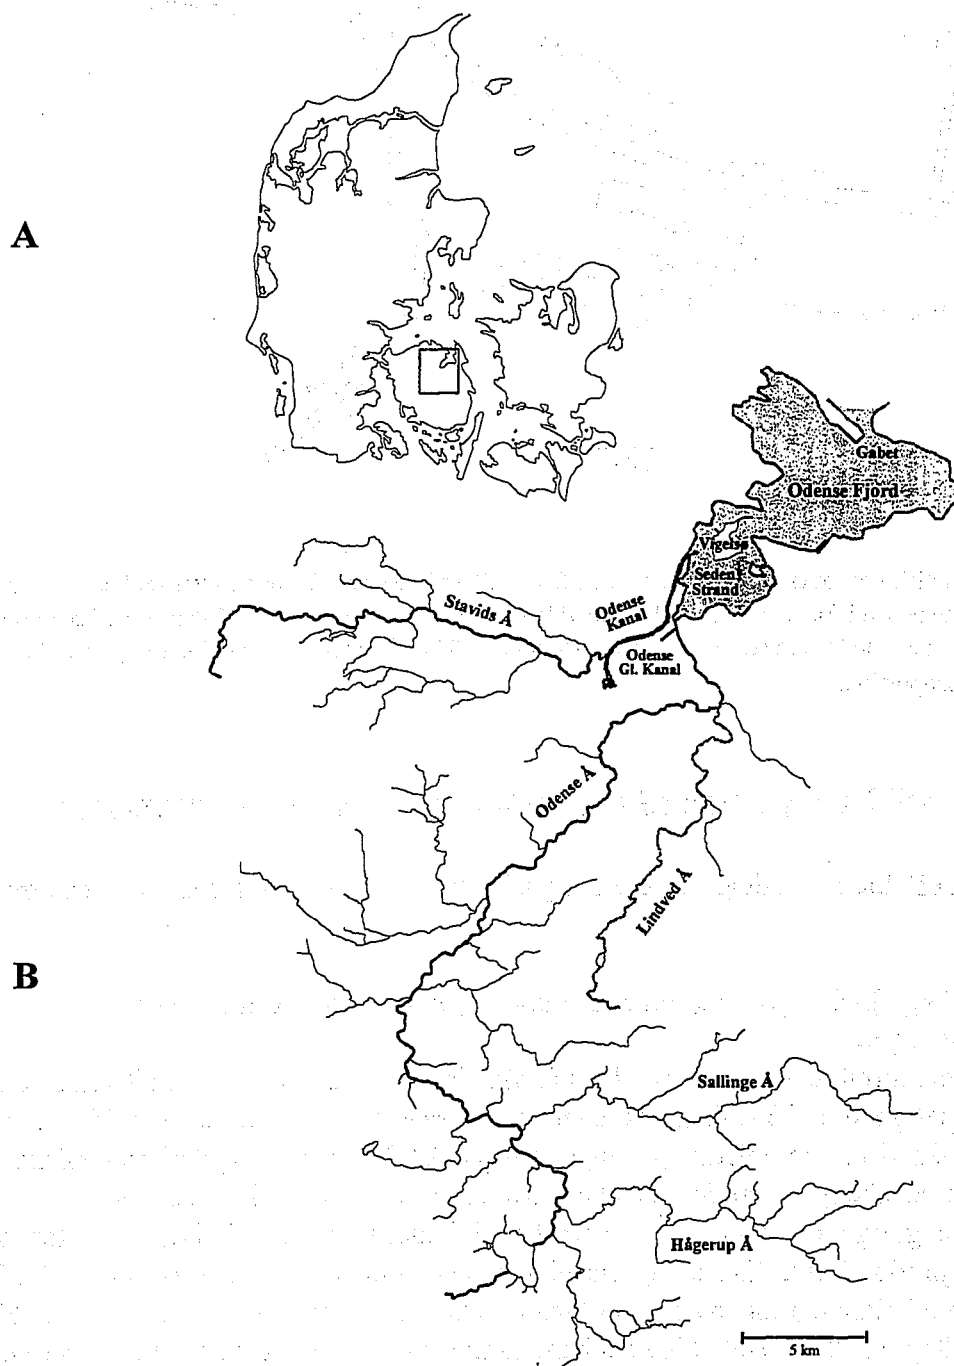 A
Gabet
Odense Fjord
Vigelsø
Seden
Strand
Odense
Kanal
Stavids Å
Odense
Gl. Kanal
Odense Å
Lindved Å
B
Sallinge Å
Hågerup Å
5 km